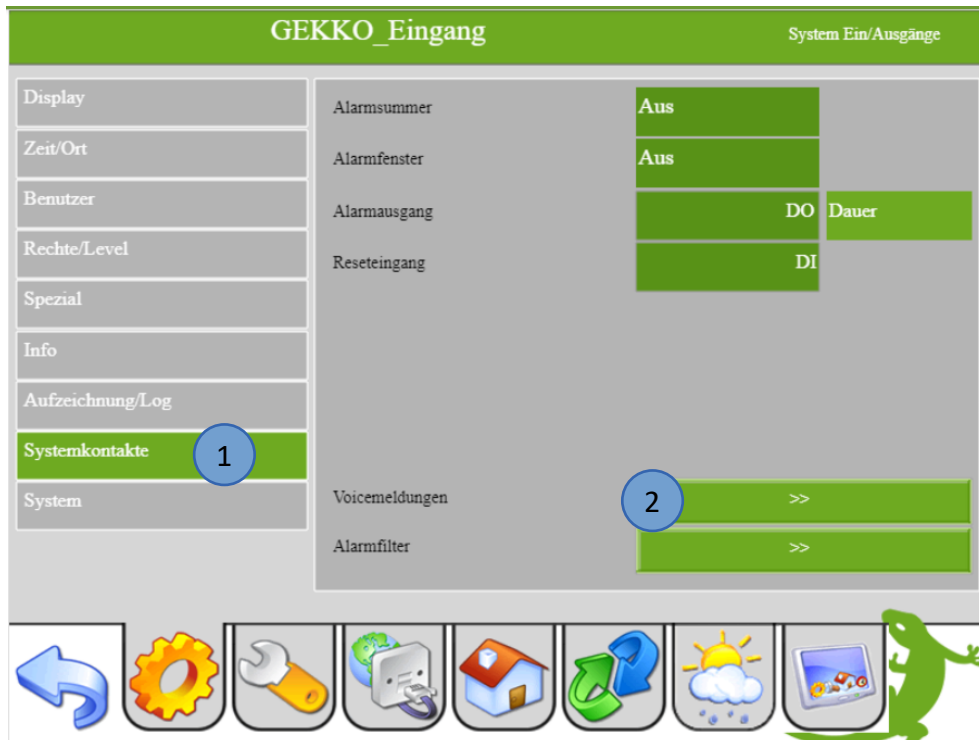 GEKKO_Eingang
System Ein/Ausgänge
Display
Zeit/Ort
Benutzer
Rechte/Level
Spezial
Info
Aufzeichnung/Log
Systemkontakte 1
System
Alarmsummer Aus
Alarmfenster Aus
Alarmausgang DO Dauer
Reseteingang DI
Voicemeldungen 2 >>
Alarmfilter >>